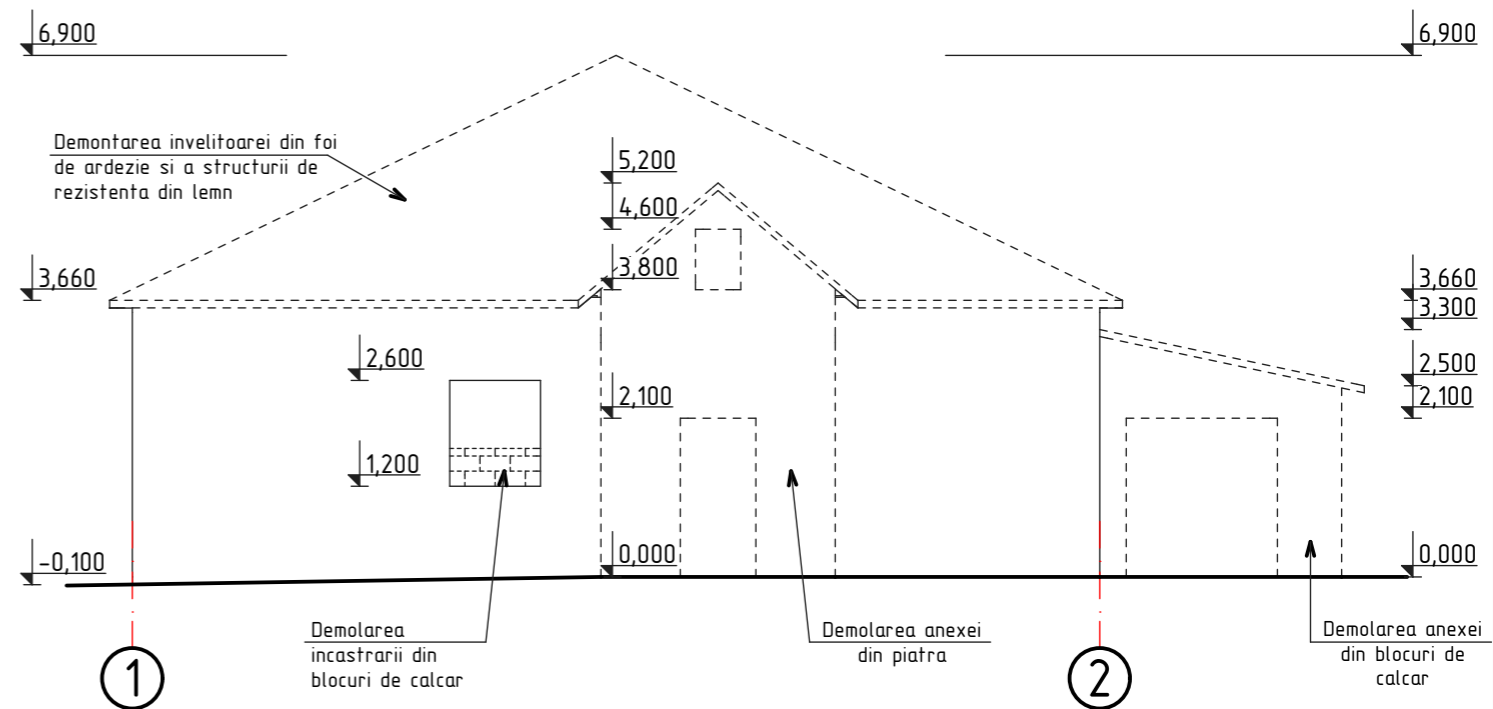 6,900
6,900
Demontarea invelitoarei din foi
de ardezie si a structurii de
rezistenta din lemn
5,200
4,600
3,800
3,660
3,660
3,300
2,600
2,500
2,100
2,100
1,200
-0,100
0,000
0,000
Demolarea
incastrarii din
blocuri de calcar
Demolarea anexei
din piatra
Demolarea anexei
din blocuri de
calcar
1
2